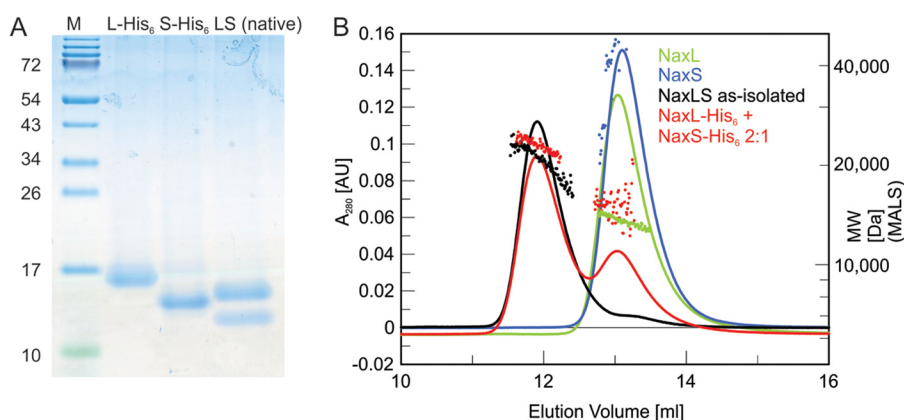 A
M L-His₆ S-His₆ LS (native)
72
54
43
34
26
17
10
B
0.16
0.14
0.12
0.1
0.08
0.06
0.04
0.02
0
-0.02
A₂₈₀ [AU]
NaxL
NaxS
NaxLS as-isolated
NaxL-His₆ +
NaxS-His₆ 2:1
40,000
20,000
10,000
MW
[Da]
(MALS)
10 12 14 16
Elution Volume [ml]